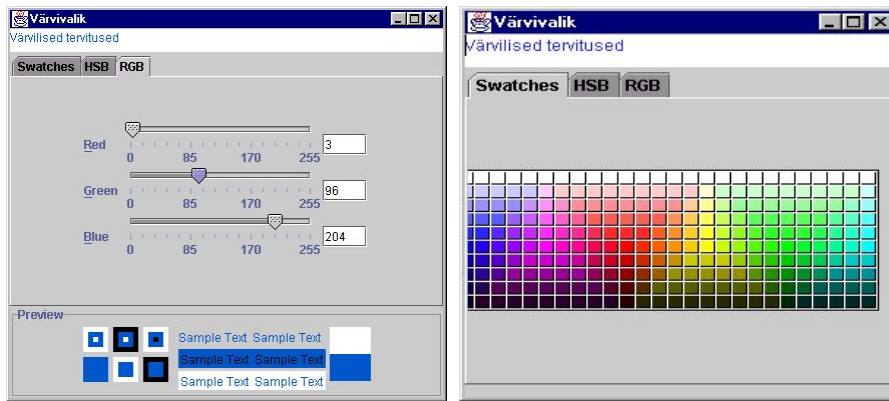 Värvivalik
Värvilised tervitused
Swatches HSB RGB
Red 3
0 85 170 255
Green 96
0 85 170 255
Blue 204
0 85 170 255
Preview
Sample Text Sample Text
Sample Text Sample Text
Sample Text Sample Text
Värvivalik
Värvilised tervitused
Swatches HSB RGB